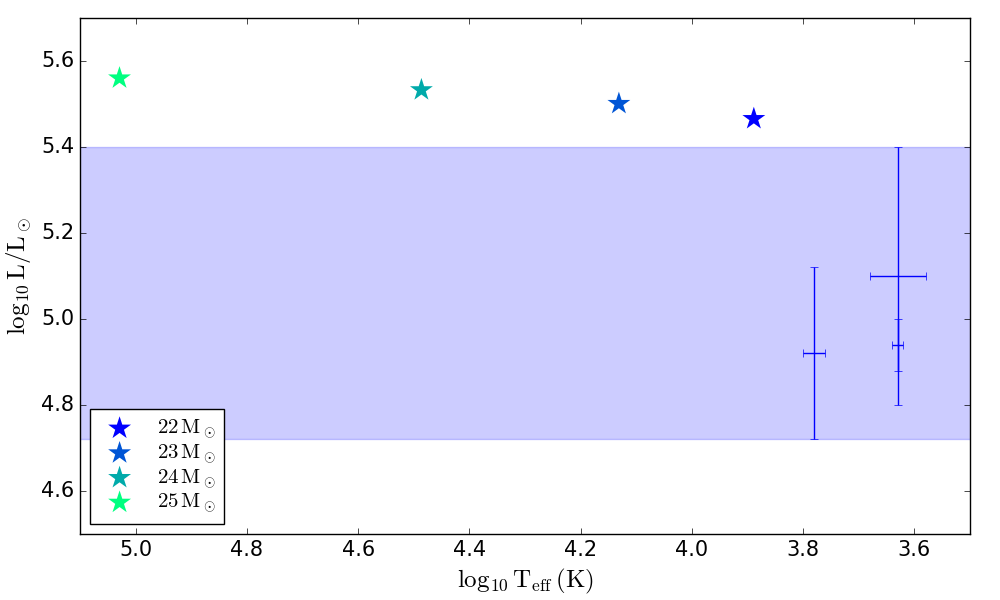 5.6
5.4
5.2
5.0
4.8
4.6
log₁₀ L/L☉
22 M☉
23 M☉
24 M☉
25 M☉
5.0 4.8 4.6 4.4 4.2 4.0 3.8 3.6
log₁₀ T_eff (K)